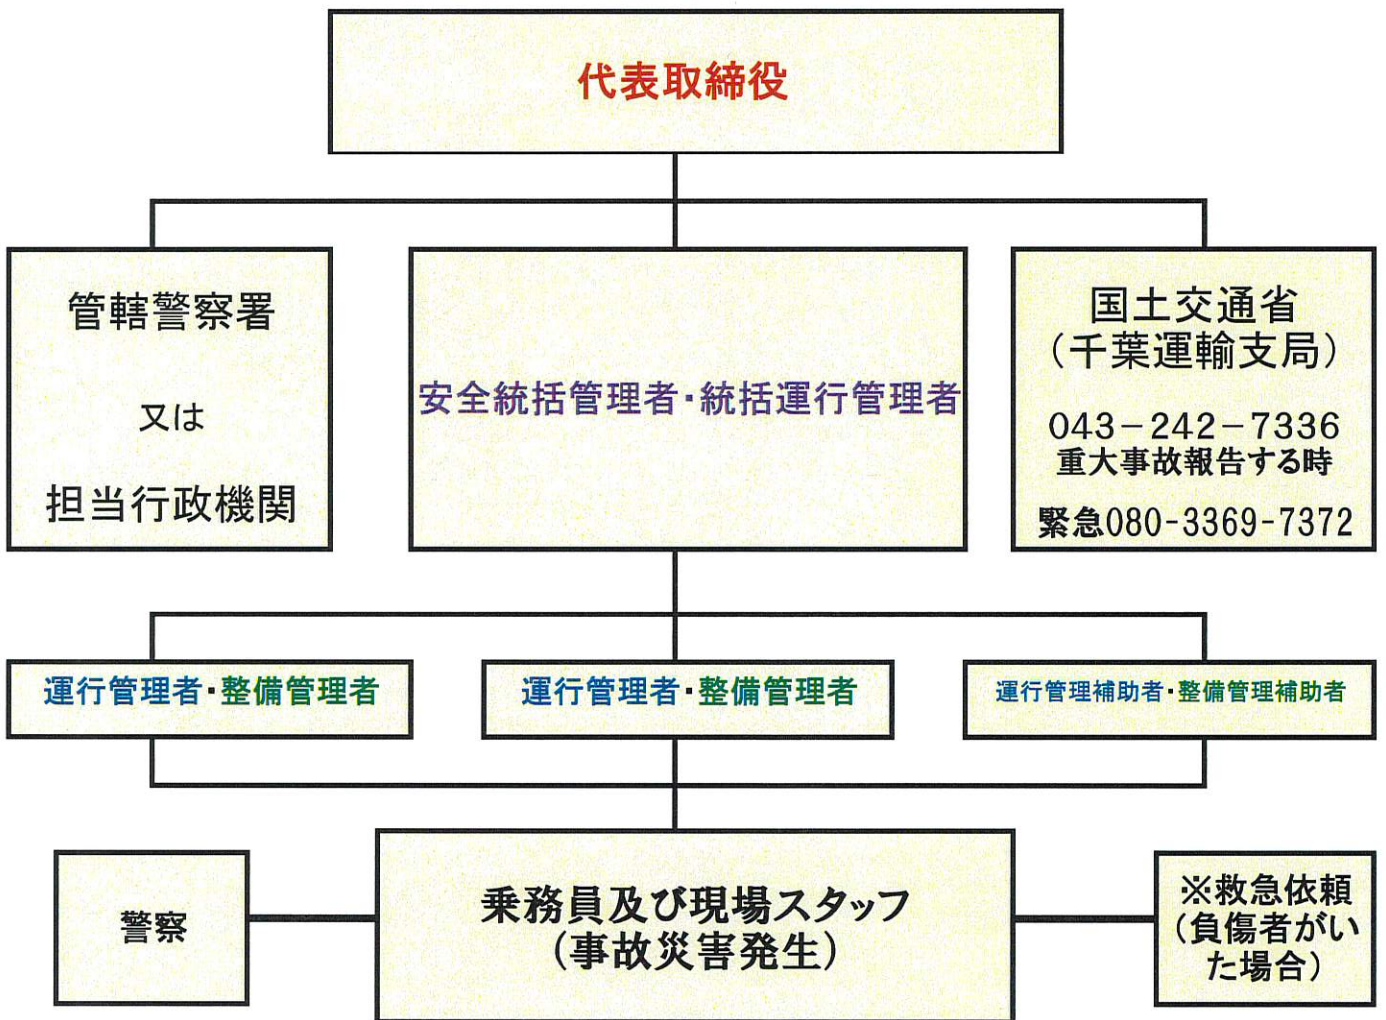 代表取締役
管轄警察署
又は
担当行政機関
安全統括管理者・統括運行管理者
国土交通省
（千葉運輸支局）
043－242－7336
重大事故報告する時
緊急080-3369-7372
運行管理者・整備管理者
運行管理者・整備管理者
運行管理補助者・整備管理補助者
警察
乗務員及び現場スタッフ
（事故災害発生）
※救急依頼
（負傷者がい
た場合）